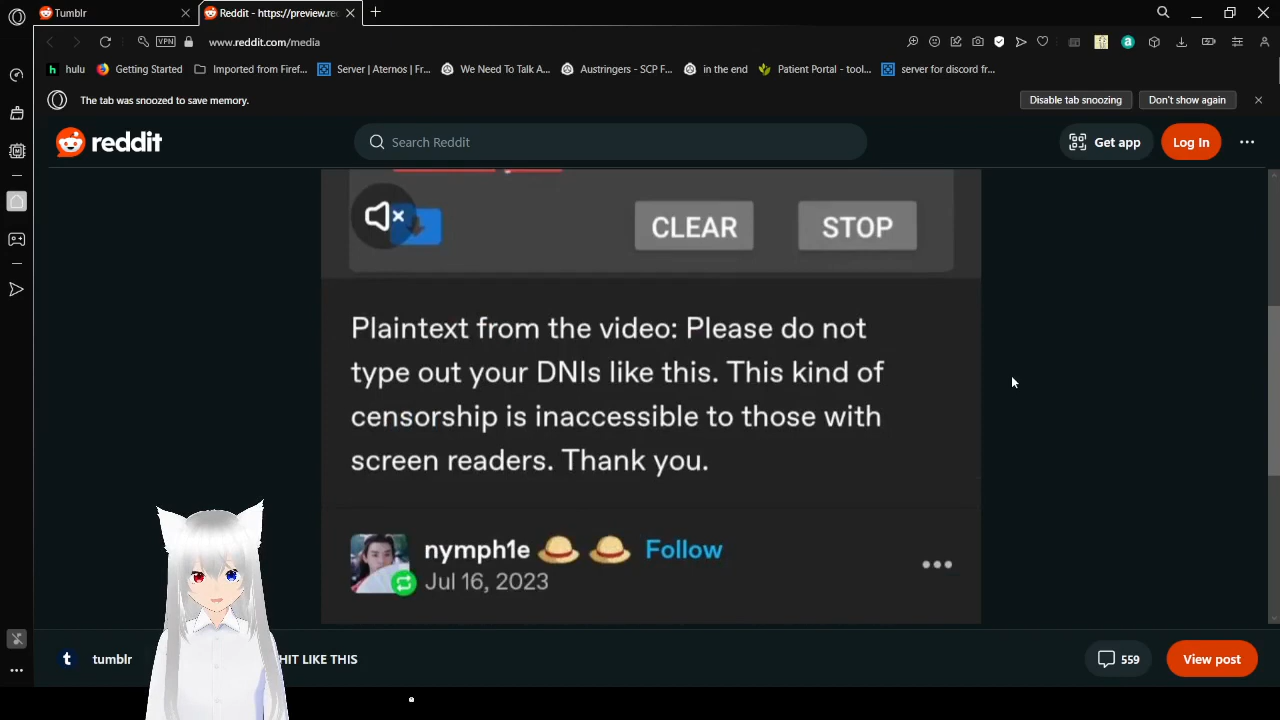 Tumblr
Reddit - https://preview.re
VPN
www.reddit.com/media
hulu
Getting Started
Imported from Firef...
Server | Aternos | Fr...
We Need To Talk A...
Austringers - SCP F...
in the end
Patient Portal - tool...
server for discord fr...
The tab was snoozed to save memory.
Disable tab snoozing
Don't show again
reddit
Search Reddit
Get app
Log In
CLEAR
STOP
Plaintext from the video: Please do not
type out your DNIs like this. This kind of
censorship is inaccessible to those with
screen readers. Thank you.
nymph1e
Follow
Jul 16, 2023
tumblr
HIT LIKE THIS
559
View post